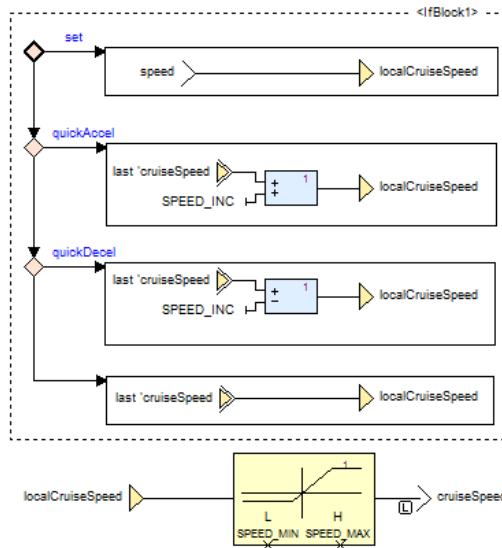 <IfBlock1>
set
speed localCruiseSpeed
quickAccel
last 'cruiseSpeed
1
+
+
SPEED_INC
localCruiseSpeed
quickDecel
last 'cruiseSpeed
1
+
−
SPEED_INC
localCruiseSpeed
last 'cruiseSpeed localCruiseSpeed
1
localCruiseSpeed
L H
SPEED_MIN SPEED_MAX
L
cruiseSpeed